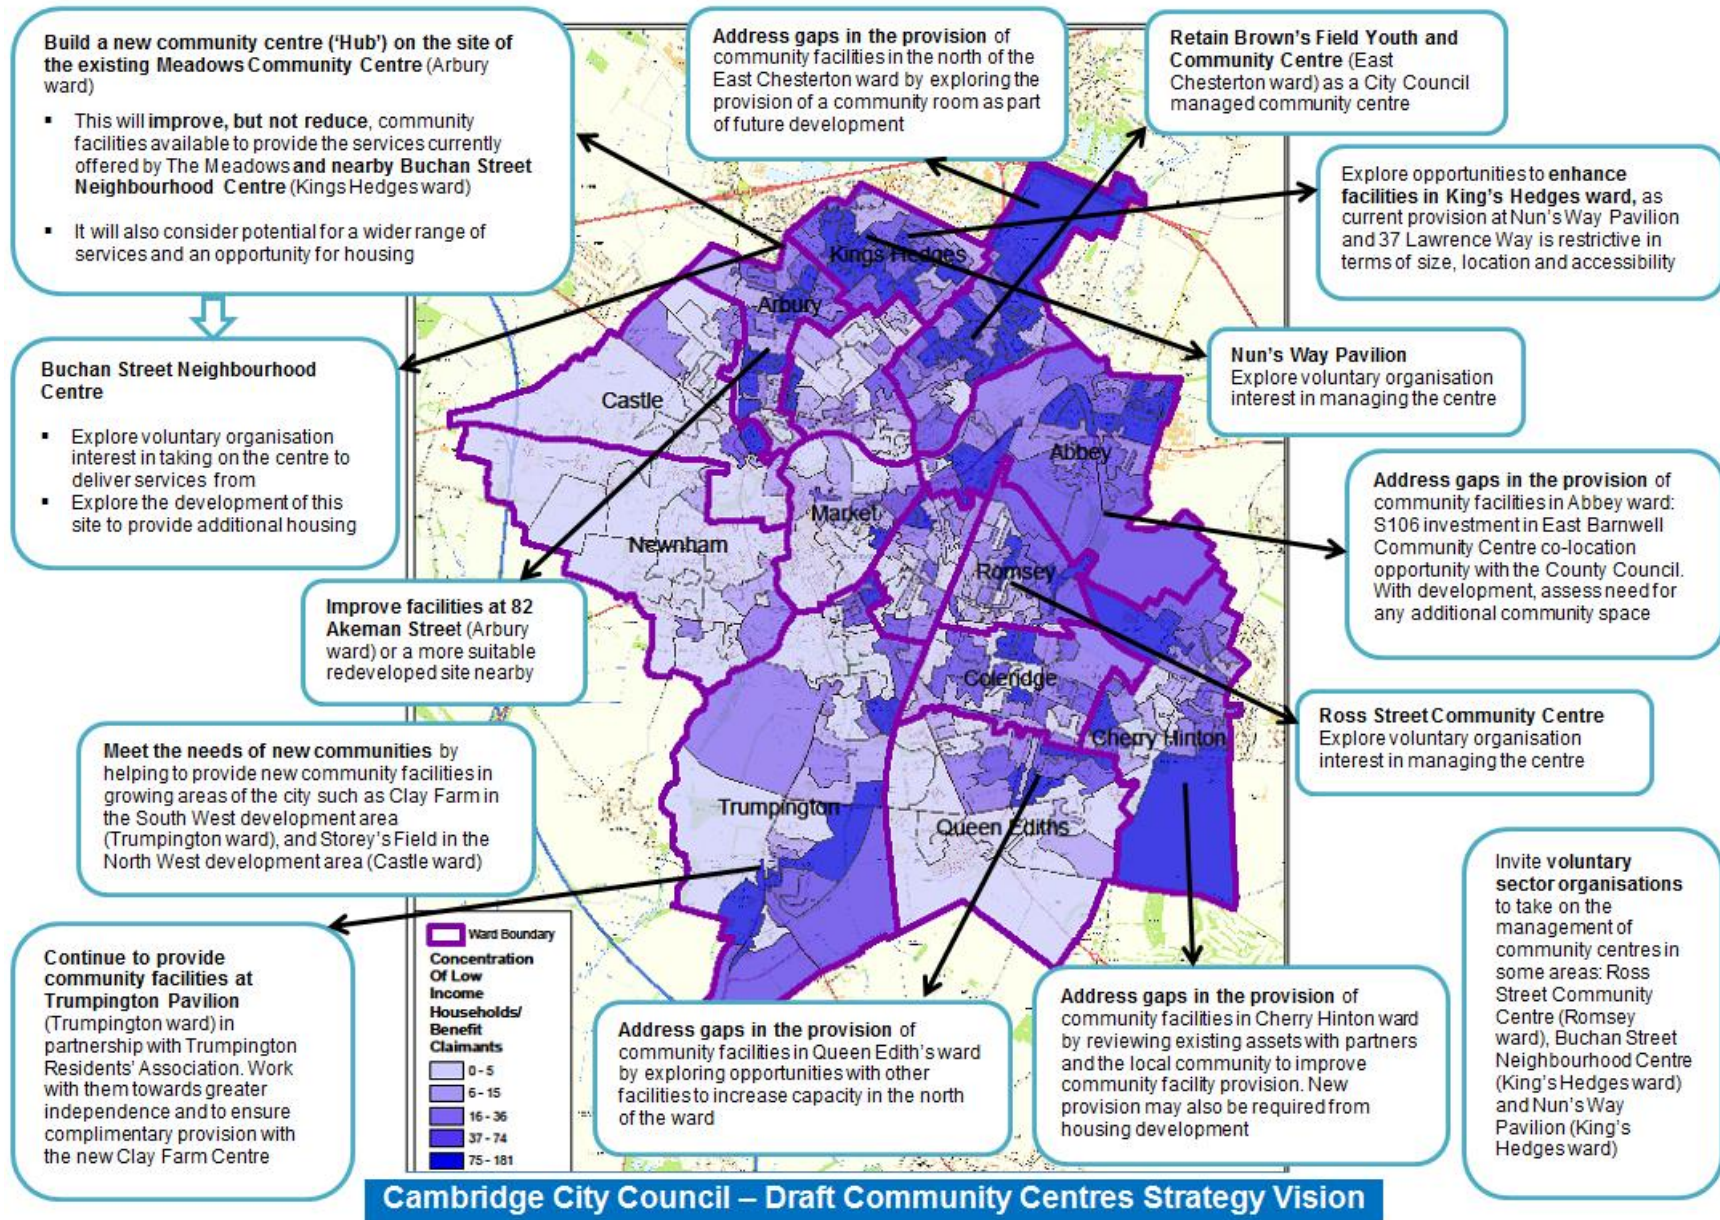 Build a new community centre (‘Hub’) on the site of
the existing Meadows Community Centre (Arbury
ward)
▪ This will improve, but not reduce, community
facilities available to provide the services currently
offered by The Meadows and nearby Buchan Street
Neighbourhood Centre (Kings Hedges ward)
▪ It will also consider potential for a wider range of
services and an opportunity for housing
Address gaps in the provision of
community facilities in the north of the
East Chesterton ward by exploring the
provision of a community room as part
of future development
Retain Brown’s Field Youth and
Community Centre (East
Chesterton ward) as a City Council
managed community centre
Explore opportunities to enhance
facilities in King’s Hedges ward, as
current provision at Nun’s Way Pavilion
and 37 Lawrence Way is restrictive in
terms of size, location and accessibility
Buchan Street Neighbourhood
Centre
▪ Explore voluntary organisation
interest in taking on the centre to
deliver services from
▪ Explore the development of this
site to provide additional housing
Nun’s Way Pavilion
Explore voluntary organisation
interest in managing the centre
Address gaps in the provision of
community facilities in Abbey ward:
S106 investment in East Barnwell
Community Centre co-location
opportunity with the County Council.
With development, assess need for
any additional community space
Improve facilities at 82
Akeman Street (Arbury
ward) or a more suitable
redeveloped site nearby
Ross Street Community Centre
Explore voluntary organisation
interest in managing the centre
Meet the needs of new communities by
helping to provide new community facilities in
growing areas of the city such as Clay Farm in
the South West development area
(Trumpington ward), and Storey’s Field in the
North West development area (Castle ward)
Invite voluntary
sector organisations
to take on the
management of
community centres in
some areas: Ross
Street Community
Centre (Romsey
ward), Buchan Street
Neighbourhood Centre
(King’s Hedges ward)
and Nun’s Way
Pavilion (King’s
Hedges ward)
Continue to provide
community facilities at
Trumpington Pavilion
(Trumpington ward) in
partnership with Trumpington
Residents’ Association. Work
with them towards greater
independence and to ensure
complimentary provision with
the new Clay Farm Centre
Address gaps in the provision of
community facilities in Queen Edith’s ward
by exploring opportunities with other
facilities to increase capacity in the north
of the ward
Address gaps in the provision of
community facilities in Cherry Hinton ward
by reviewing existing assets with partners
and the local community to improve
community facility provision. New
provision may also be required from
housing development
Kings Hedges
Arbury
Castle
Abbey
Market
Newnham
Romsey
Coleridge
Cherry Hinton
Trumpington
Queen Ediths
Ward Boundary
Concentration
Of Low
Income
Households/
Benefit
Claimants
0 - 5
6 - 15
16 - 36
37 - 74
75 - 181
Cambridge City Council – Draft Community Centres Strategy Vision